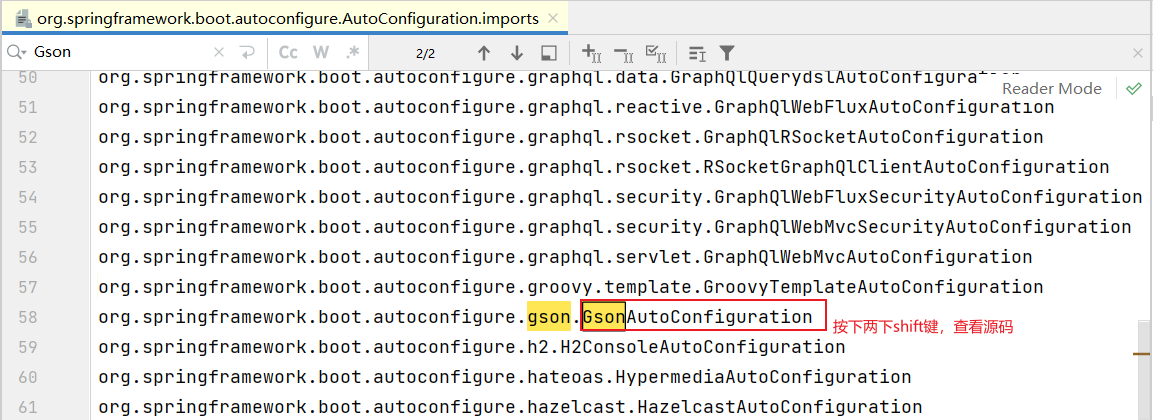 org.springframework.boot.autoconfigure.AutoConfiguration.imports
Gson Cc W .* 2/2
Reader Mode
50 org.springframework.boot.autoconfigure.graphql.data.GraphQlQuerydslAutoConfiguration
51 org.springframework.boot.autoconfigure.graphql.reactive.GraphQlWebFluxAutoConfiguration
52 org.springframework.boot.autoconfigure.graphql.rsocket.GraphQlRSocketAutoConfiguration
53 org.springframework.boot.autoconfigure.graphql.rsocket.RSocketGraphQlClientAutoConfiguration
54 org.springframework.boot.autoconfigure.graphql.security.GraphQlWebFluxSecurityAutoConfiguration
55 org.springframework.boot.autoconfigure.graphql.security.GraphQlWebMvcSecurityAutoConfiguration
56 org.springframework.boot.autoconfigure.graphql.servlet.GraphQlWebMvcAutoConfiguration
57 org.springframework.boot.autoconfigure.groovy.template.GroovyTemplateAutoConfiguration
58 org.springframework.boot.autoconfigure.gson.GsonAutoConfiguration 按下两下shift键，查看源码
59 org.springframework.boot.autoconfigure.h2.H2ConsoleAutoConfiguration
60 org.springframework.boot.autoconfigure.hateoas.HypermediaAutoConfiguration
61 org.springframework.boot.autoconfigure.hazelcast.HazelcastAutoConfiguration